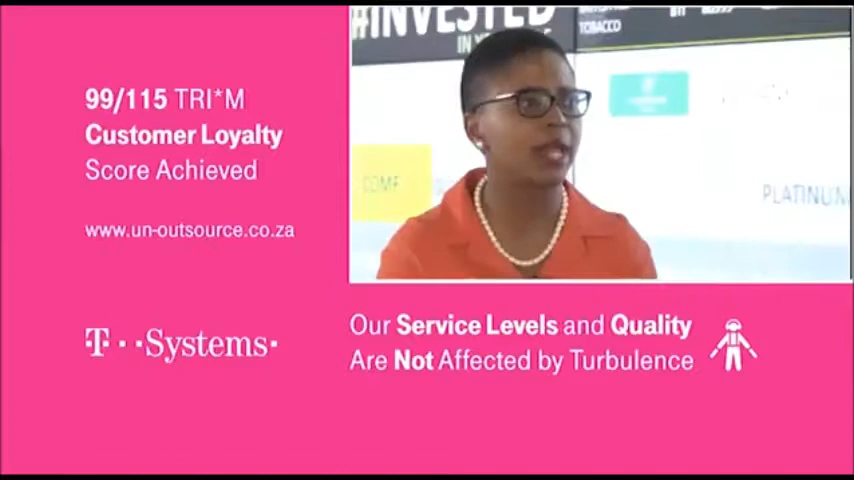 #INVESTED
TOBACCO
99/115 TRI*M
Customer Loyalty
Score Achieved
www.un-outsource.co.za
COME
PLATINUM
T··Systems·
Our Service Levels and Quality
Are Not Affected by Turbulence